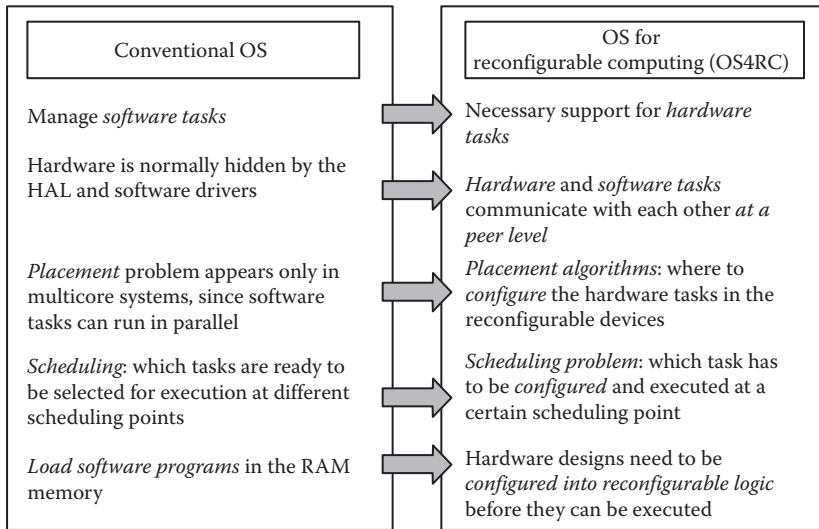 Conventional OS
Manage software tasks
Hardware is normally hidden by the
HAL and software drivers
Placement problem appears only in
multicore systems, since software
tasks can run in parallel
Scheduling: which tasks are ready to
be selected for execution at different
scheduling points
Load software programs in the RAM
memory
OS for
reconfigurable computing (OS4RC)
Necessary support for hardware
tasks
Hardware and software tasks
communicate with each other at a
peer level
Placement algorithms: where to
configure the hardware tasks in the
reconfigurable devices
Scheduling problem: which task has
to be configured and executed at a
certain scheduling point
Hardware designs need to be
configured into reconfigurable logic
before they can be executed